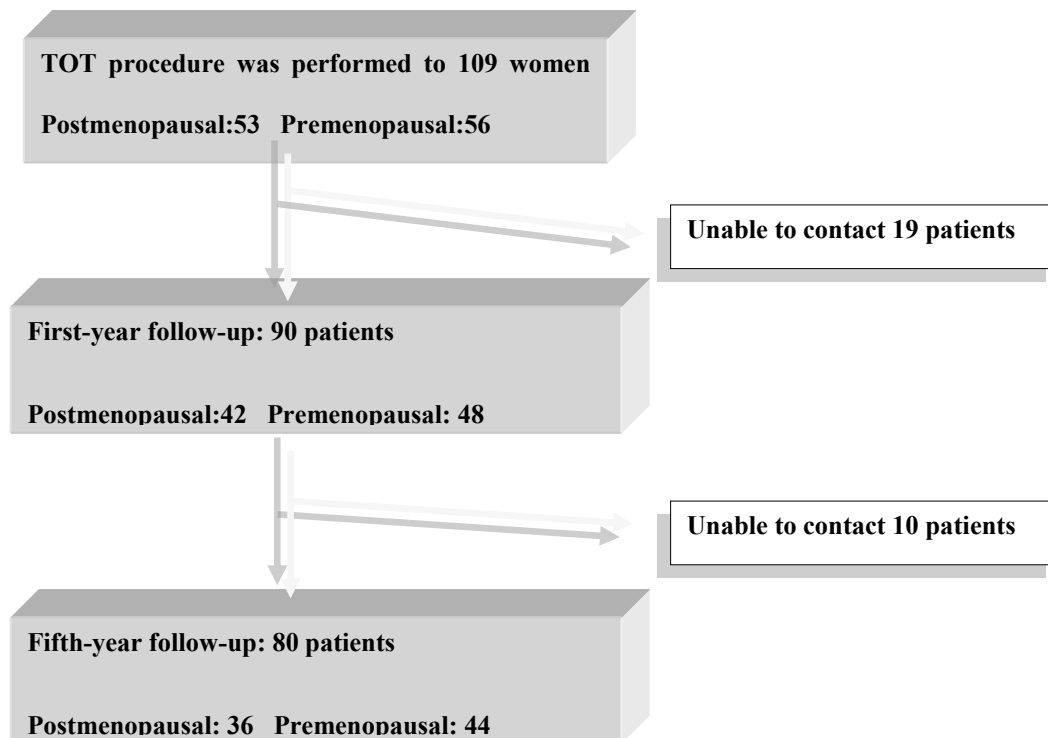 TOT procedure was performed to 109 women
Postmenopausal:53 Premenopausal:56
Unable to contact 19 patients
First-year follow-up: 90 patients
Postmenopausal:42 Premenopausal: 48
Unable to contact 10 patients
Fifth-year follow-up: 80 patients
Postmenopausal: 36 Premenopausal: 44